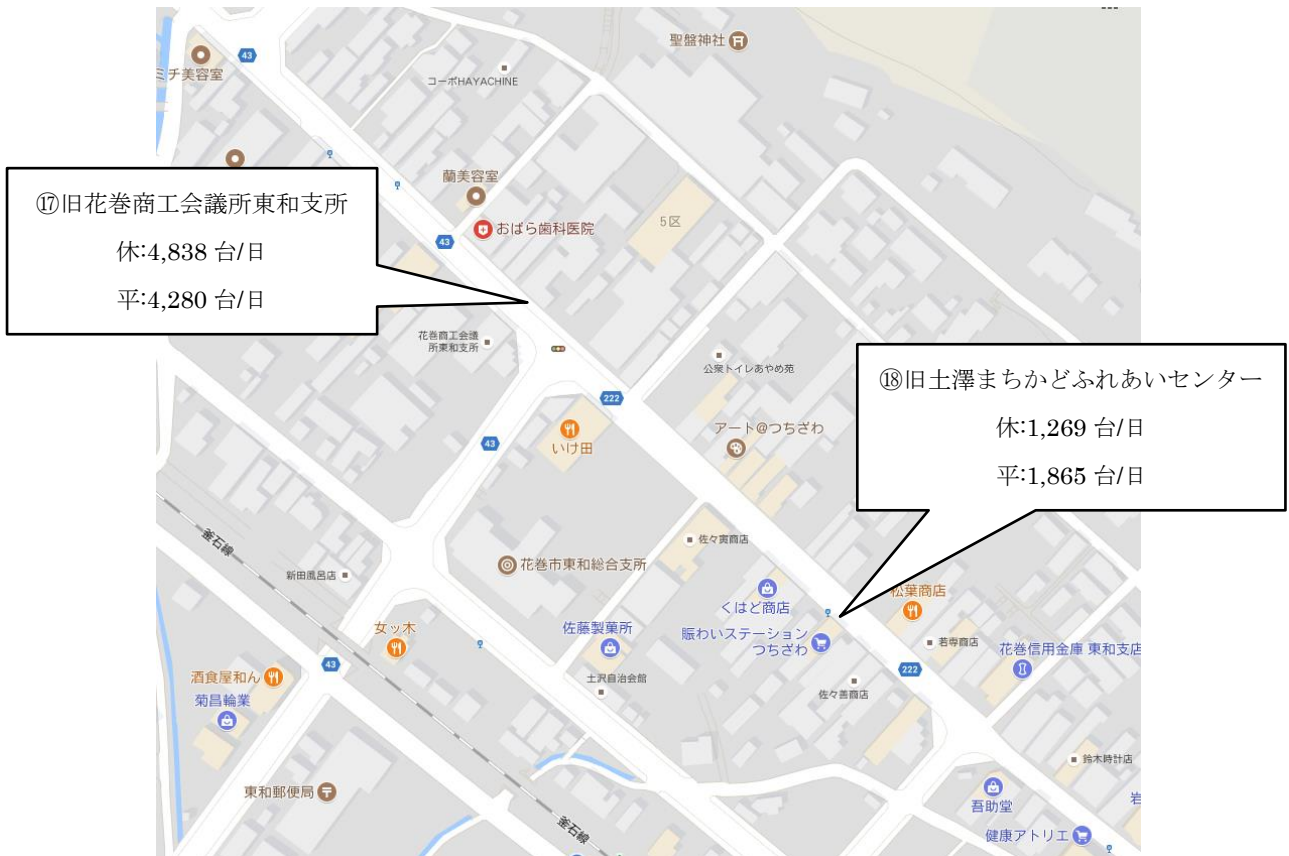 聖盤神社
43
ミチ美容室
コーポHAYACHINE
蘭美容室
⑰旧花巻商工会議所東和支所
休:4,838 台/日
平:4,280 台/日
おばら歯科医院
5区
43
花巻商工会議
所東和支所
公衆トイレあやめ苑
⑱旧土澤まちかどふれあいセンター
休:1,269 台/日
平:1,865 台/日
222
いけ田
43
アート@つちざわ
釜石線
新田風呂店
花巻市東和総合支所
佐々寅商店
くはど商店
松葉商店
女ッ木
佐藤製菓所
賑わいステーション
つちざわ
若専商店
花巻信用金庫 東和支店
43
222
酒食屋和ん
土沢自治会館
菊昌輪業
佐々善商店
鈴木時計店
東和郵便局
吾助堂
岩
釜石線
健康アトリエ